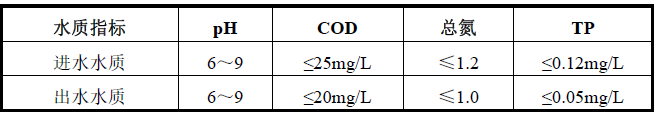 水质指标 pH COD 总氮 TP
进水水质 6～9 ≤25mg/L ≤1.2 ≤0.12mg/L
出水水质 6～9 ≤20mg/L ≤1.0 ≤0.05mg/L